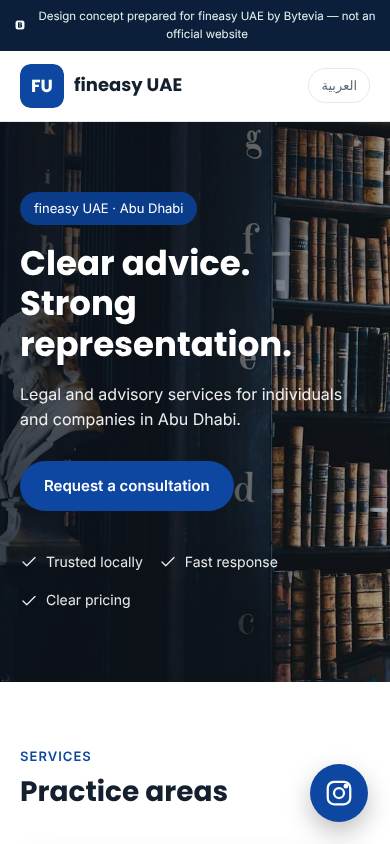 Design concept prepared for fineasy UAE by Bytevia — not an
official website
FU
fineasy UAE
العربية
k
g
i
fineasy UAE · Abu Dhabi
h
f
Clear advice.
Strong
representation.
e
Legal and advisory services for individuals
and companies in Abu Dhabi.
Request a consultation
d
Trusted locally
Fast response
Clear pricing
c
SERVICES
Practice areas